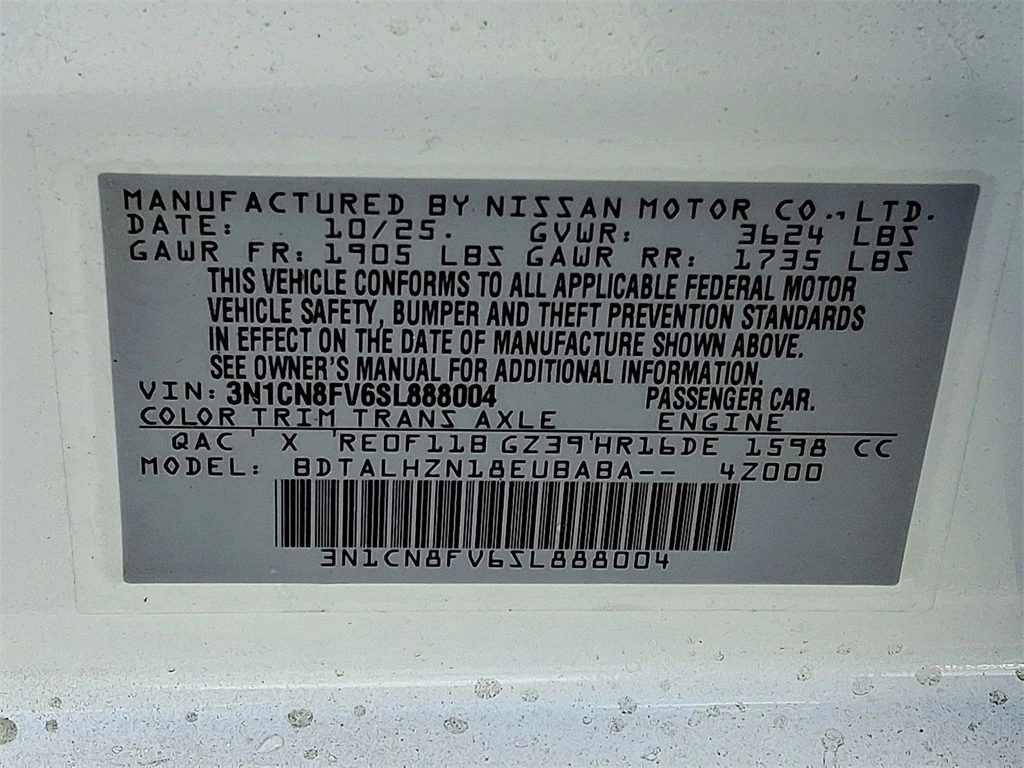 MANUFACTURED BY NISSAN MOTOR CO., LTD.
DATE: 10/25. GVWR: 3624 LBS
GAWR FR: 1905 LBS GAWR RR: 1735 LBS
THIS VEHICLE CONFORMS TO ALL APPLICABLE FEDERAL MOTOR
VEHICLE SAFETY, BUMPER AND THEFT PREVENTION STANDARDS
IN EFFECT ON THE DATE OF MANUFACTURE SHOWN ABOVE.
SEE OWNER'S MANUAL FOR ADDITIONAL INFORMATION.
VIN: 3N1CN8FV6SL888004 PASSENGER CAR.
COLOR TRIM TRANS AXLE ENGINE
QAC ' X ' RE0F11B GZ39'HR16DE 1598 CC
MODEL: BDTALHZN18EUBABA-- 4Z000
3N1CN8FV6SL888004